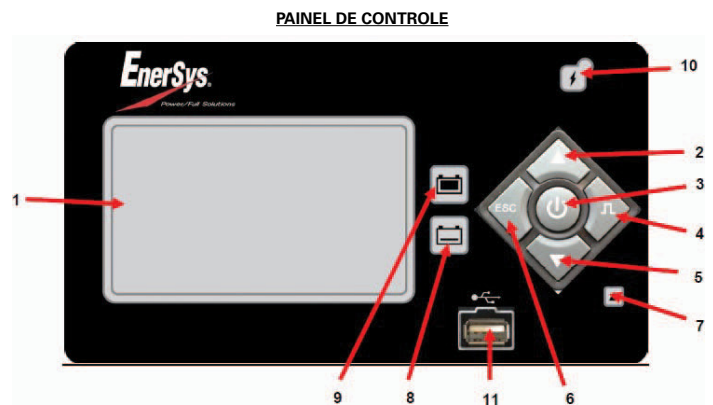 PAINEL DE CONTROLE
EnerSys.
Power/Full Solutions
10
2
3
1
ESC
4
5
7
9
8
11
6